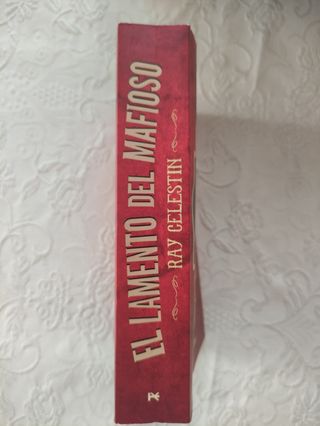 EL LAMENTO DEL MAFIOSO
RAY CELESTIN